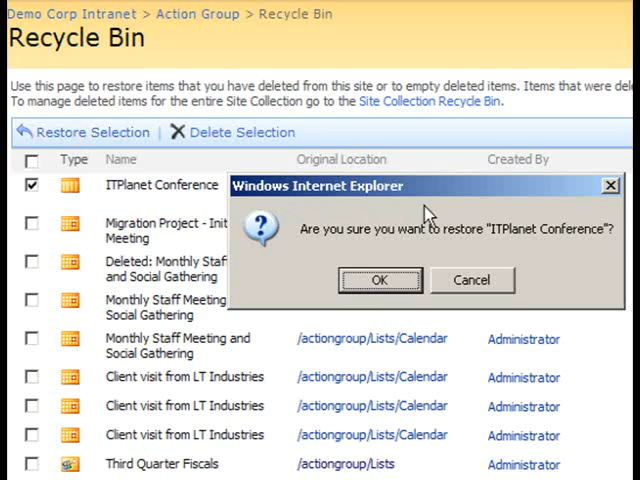 Demo Corp Intranet > Action Group > Recycle Bin
Recycle Bin
Use this page to restore items that you have deleted from this site or to empty deleted items. Items that were
To manage deleted items for the entire Site Collection go to the Site Collection Recycle Bin.
Restore Selection | Delete Selection
Type Name Original Location Created By
ITPlanet Conference
Windows Internet Explorer
Are you sure you want to restore "ITPlanet Conference"?
OK Cancel
Migration Project -
Meeting
Deleted: Monthly
and Social Gathering
Monthly Staff Meeting
Social Gathering
Monthly Staff Meeting and /actiongroup/Lists/Calendar Administrator
Social Gathering
Client visit from LT Industries /actiongroup/Lists/Calendar Administrator
Client visit from LT Industries /actiongroup/Lists/Calendar Administrator
Client visit from LT Industries /actiongroup/Lists/Calendar Administrator
Third Quarter Fiscals /actiongroup/Lists Administrator